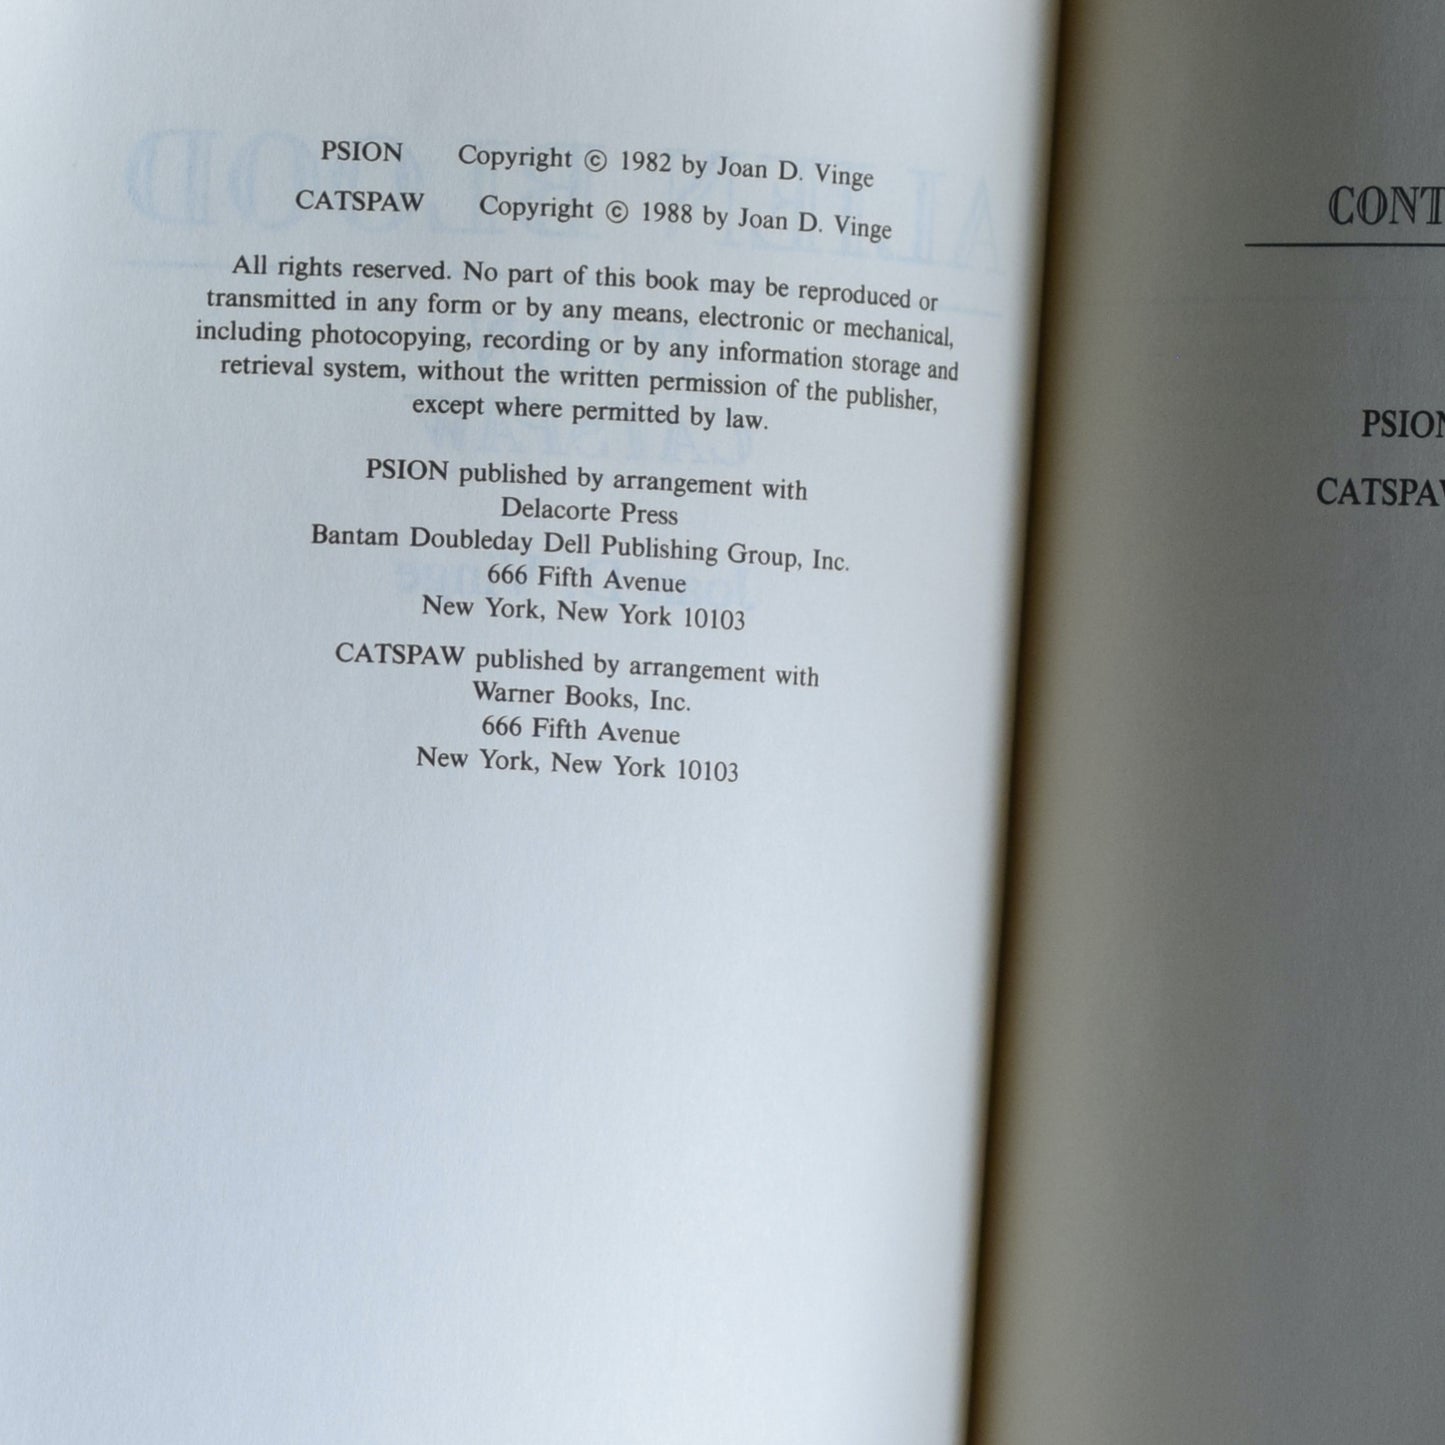 PSION Copyright © 1982 by Joan D. Vinge
CATSPAW Copyright © 1988 by Joan D. Vinge
All rights reserved. No part of this book may be reproduced or
transmitted in any form or by any means, electronic or mechanical,
including photocopying, recording or by any information storage and
retrieval system, without the written permission of the publisher,
except where permitted by law.
PSION published by arrangement with
Delacorte Press
Bantam Doubleday Dell Publishing Group, Inc.
666 Fifth Avenue
New York, New York 10103
CATSPAW published by arrangement with
Warner Books, Inc.
666 Fifth Avenue
New York, New York 10103
CONT
PSION
CATSPAW